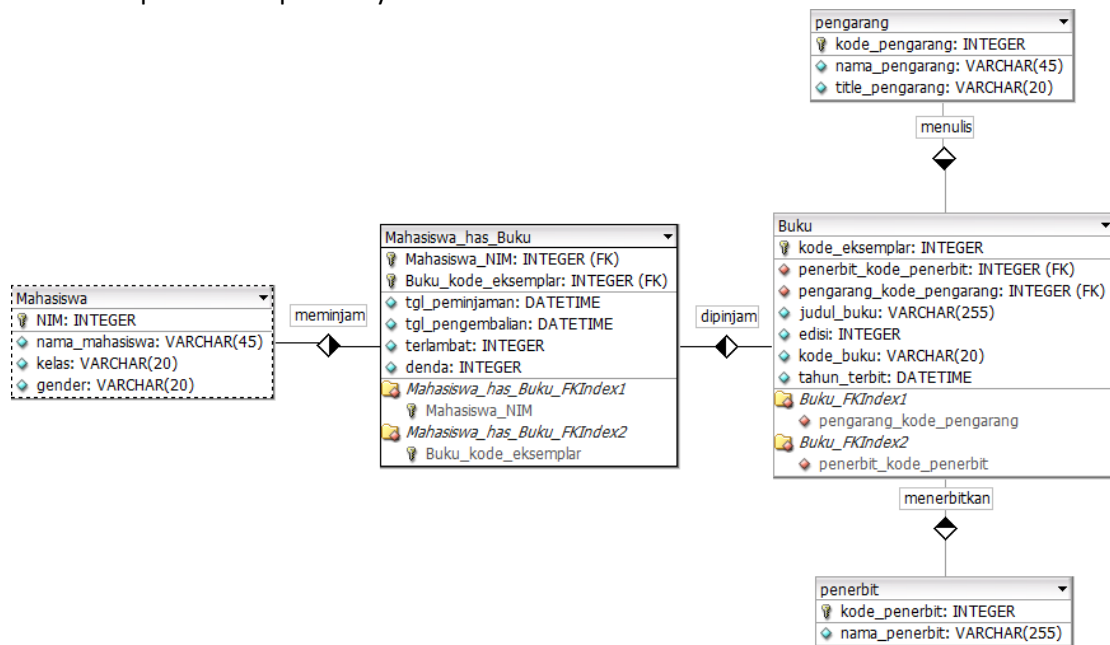 pengarang
kode_pengarang: INTEGER
nama_pengarang: VARCHAR(45)
title_pengarang: VARCHAR(20)
menulis
Mahasiswa
NIM: INTEGER
nama_mahasiswa: VARCHAR(45)
kelas: VARCHAR(20)
gender: VARCHAR(20)
meminjam
Mahasiswa_has_Buku
Mahasiswa_NIM: INTEGER (FK)
Buku_kode_eksemplar: INTEGER (FK)
tgl_peminjaman: DATETIME
tgl_pengembalian: DATETIME
terlambat: INTEGER
denda: INTEGER
Mahasiswa_has_Buku_FKIndex1
Mahasiswa_NIM
Mahasiswa_has_Buku_FKIndex2
Buku_kode_eksemplar
dipinjam
Buku
kode_eksemplar: INTEGER
penerbit_kode_penerbit: INTEGER (FK)
pengarang_kode_pengarang: INTEGER (FK)
judul_buku: VARCHAR(255)
edisi: INTEGER
kode_buku: VARCHAR(20)
tahun_terbit: DATETIME
Buku_FKIndex1
pengarang_kode_pengarang
Buku_FKIndex2
penerbit_kode_penerbit
menerbitkan
penerbit
kode_penerbit: INTEGER
nama_penerbit: VARCHAR(255)